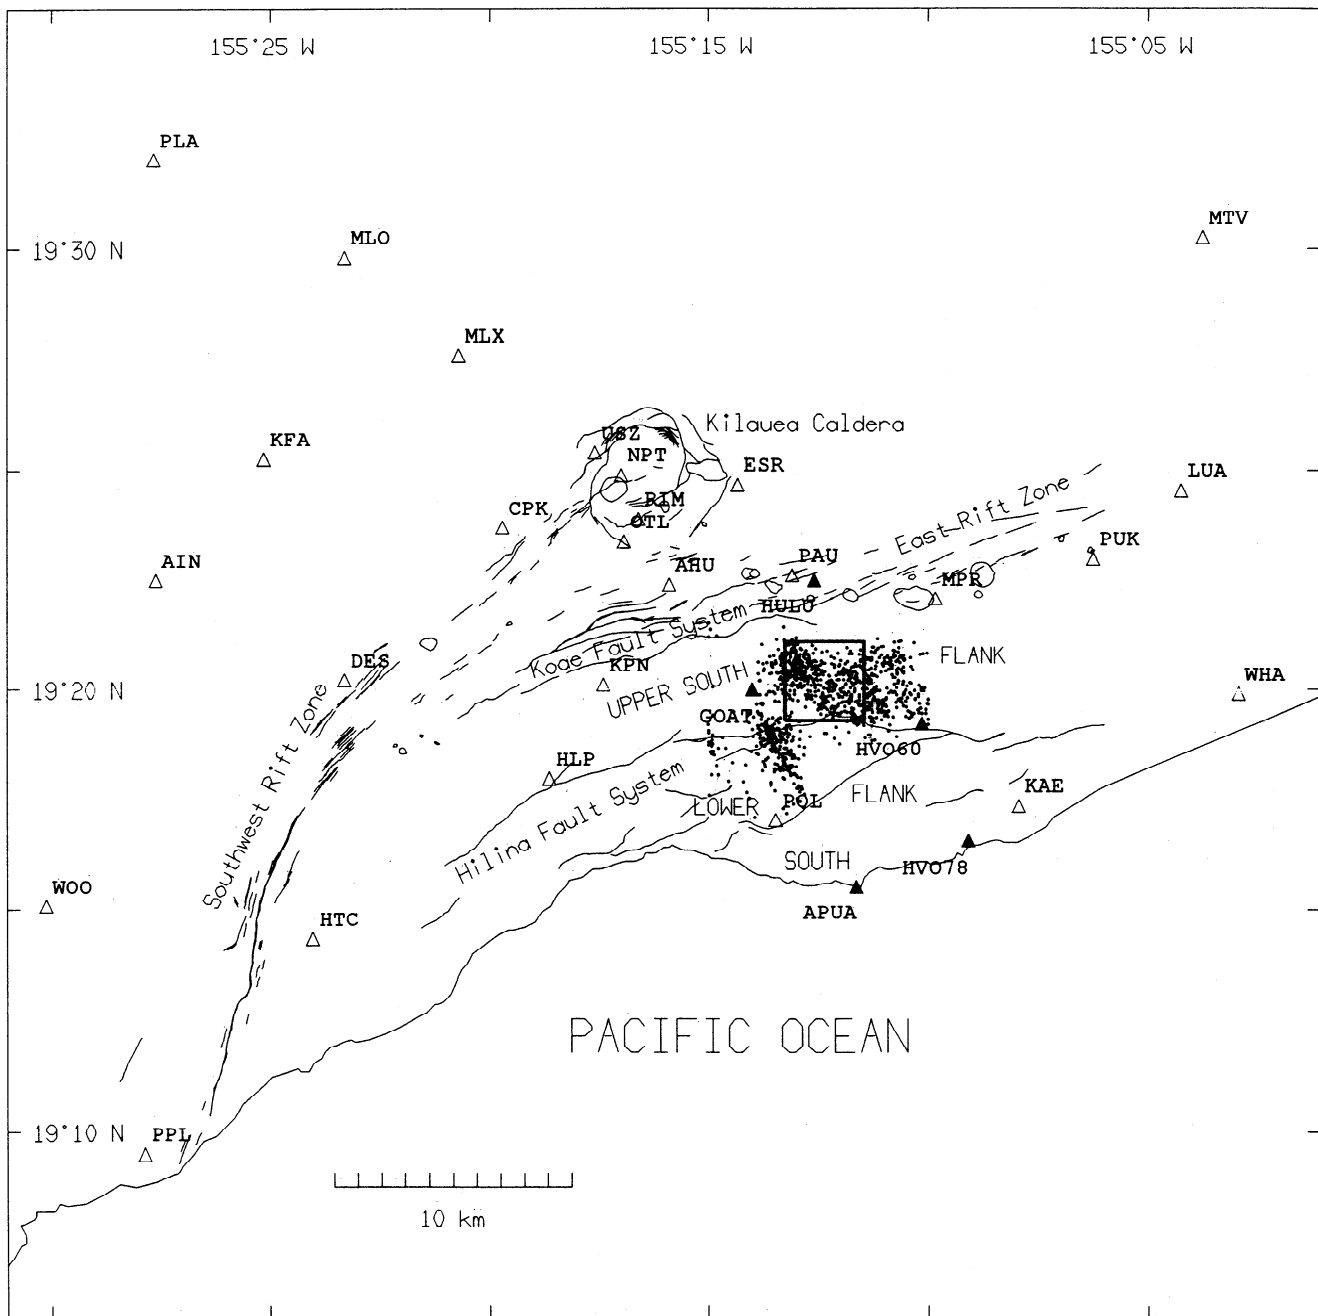 155°25 W
155°15 W
155°05 W
PLA
MTV
MLO
19°30 N
MLX
Kilauea Caldera
USZ
KFA
NPT
ESR
LUA
East Rift Zone
RIM
CPK
OTL
PUK
PAU
AIN
AHU
MPR
HULU
Koae Fault System
FLANK
DES
KPN
WHA
19°20 N
UPPER SOUTH
GOAT
HVO60
HLP
Southwest Rift Zone
KAE
FLANK
POL
LOWER
Hilina Fault System
SOUTH
HVO78
WOO
APUA
HTC
PACIFIC OCEAN
19°10 N
PPL
10 km